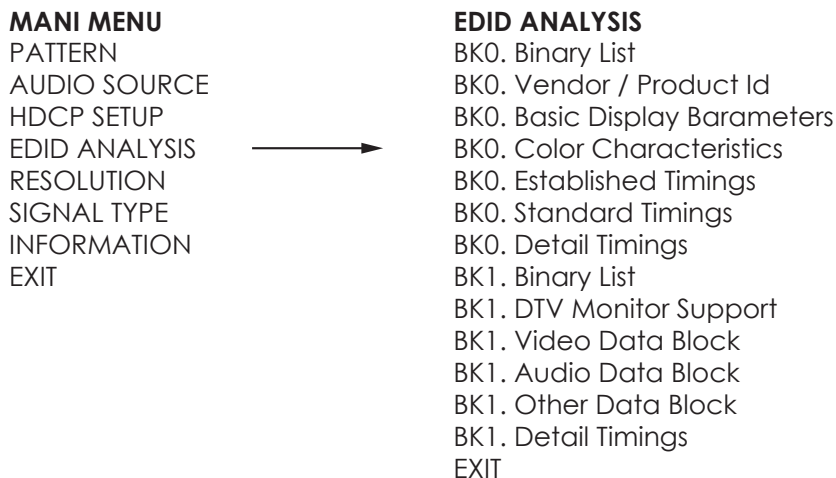 MANI MENU
PATTERN
AUDIO SOURCE
HDCP SETUP
EDID ANALYSIS
RESOLUTION
SIGNAL TYPE
INFORMATION
EXIT
EDID ANALYSIS
BK0. Binary List
BK0. Vendor / Product Id
BK0. Basic Display Barameters
BK0. Color Characteristics
BK0. Established Timings
BK0. Standard Timings
BK0. Detail Timings
BK1. Binary List
BK1. DTV Monitor Support
BK1. Video Data Block
BK1. Audio Data Block
BK1. Other Data Block
BK1. Detail Timings
EXIT